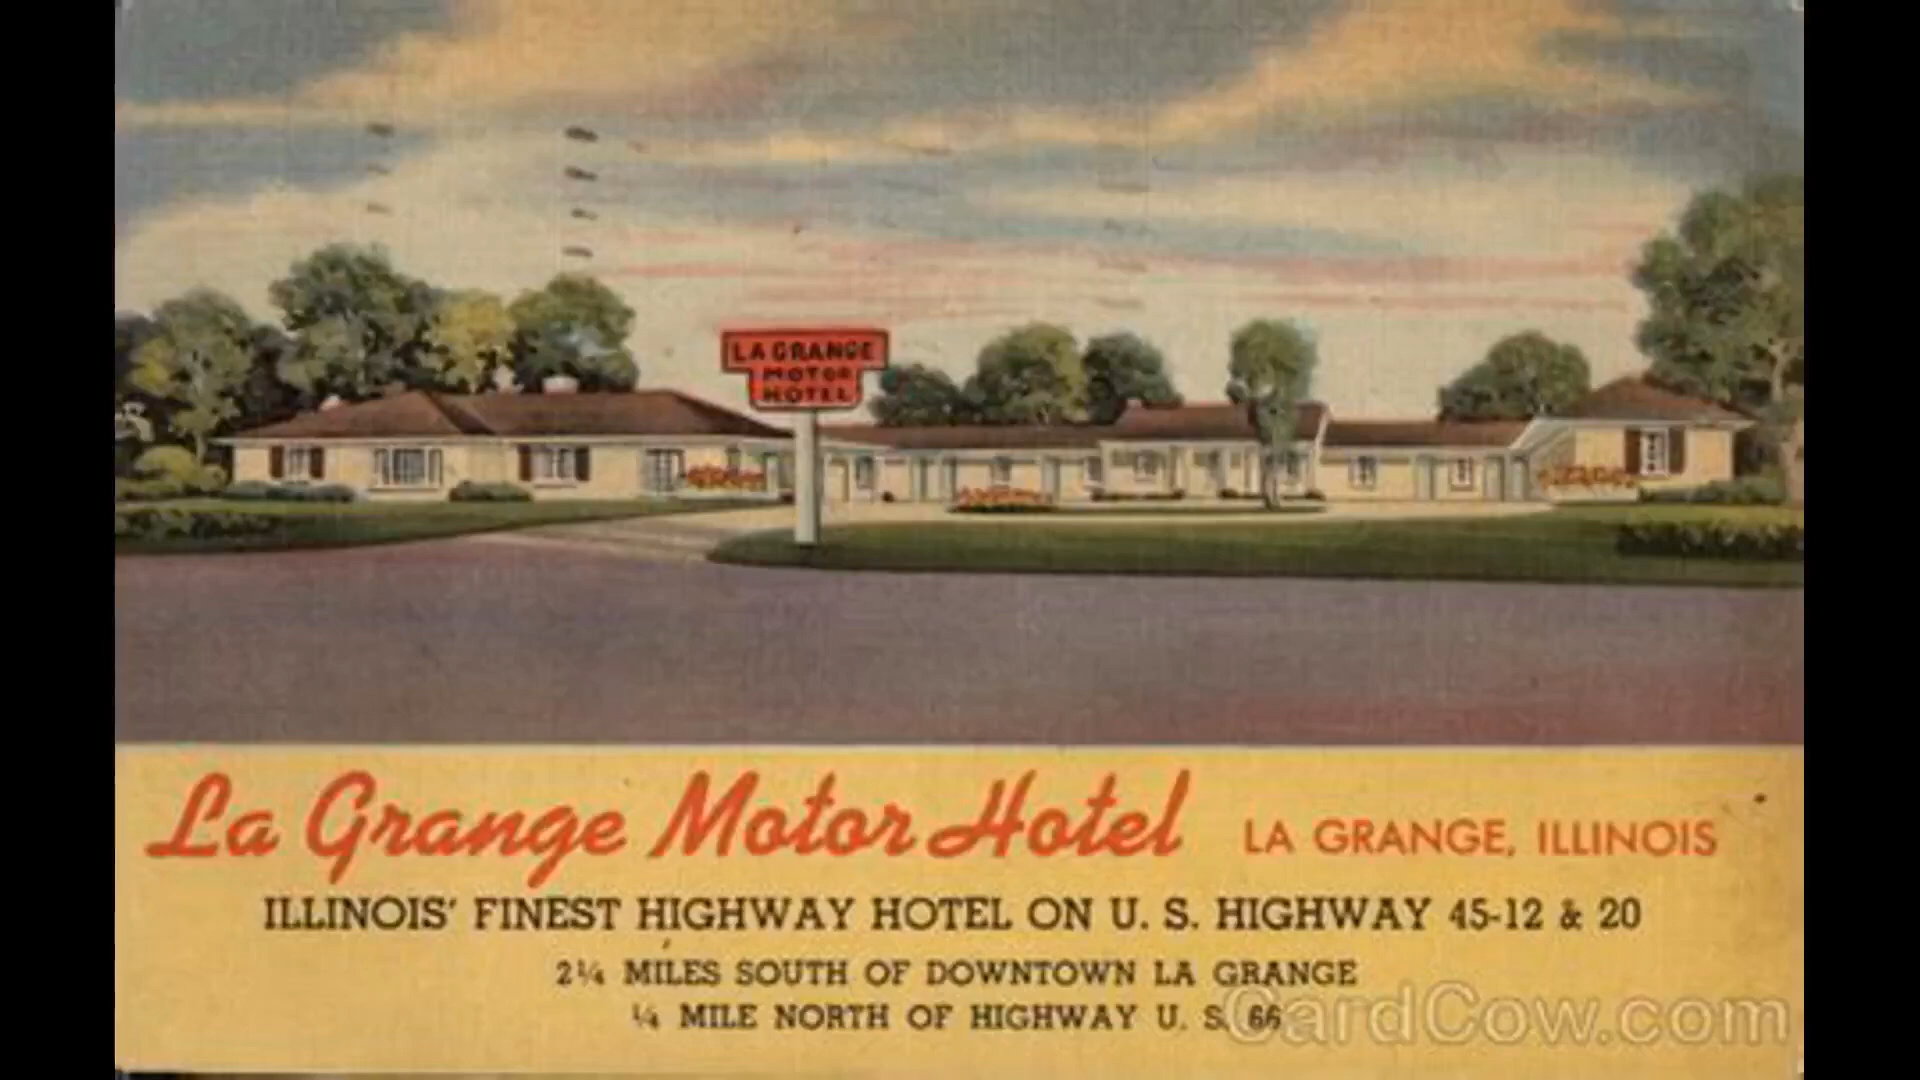 LA GRANGE
MOTOR
HOTEL
La Grange Motor Hotel LA GRANGE, ILLINOIS
ILLINOIS' FINEST HIGHWAY HOTEL ON U. S. HIGHWAY 45-12 & 20
2¼ MILES SOUTH OF DOWNTOWN LA GRANGE
¼ MILE NORTH OF HIGHWAY U. S. 66
CardCow.com